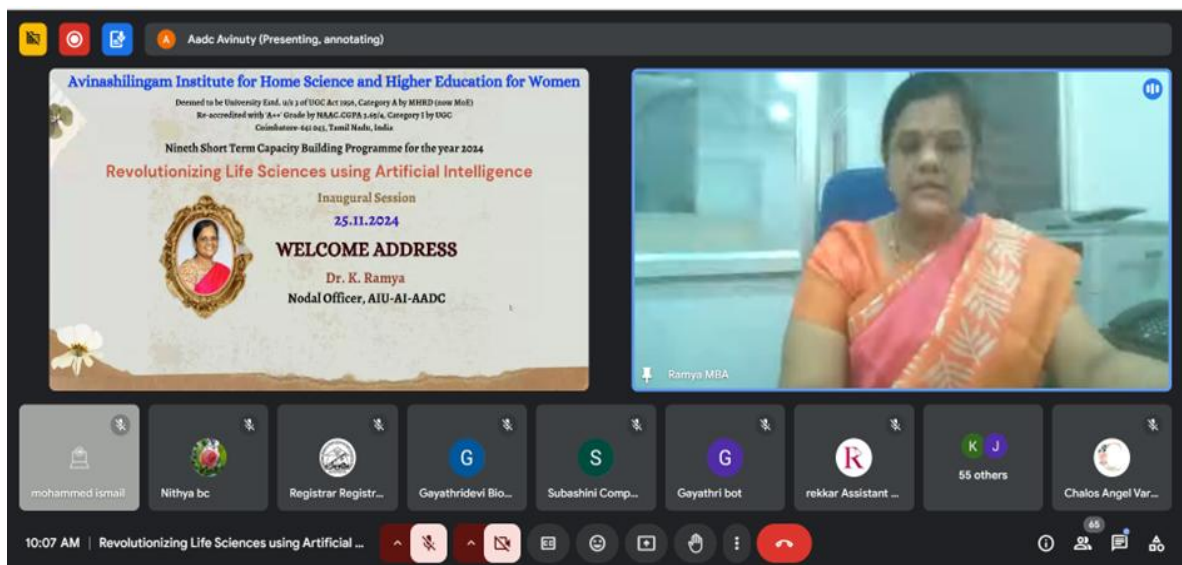 A
Aadc Avinuty (Presenting, annotating)
Avinashilingam Institute for Home Science and Higher Education for Women
Deemed to be University Estd. u/s 3 of UGC Act 1956, Category A by MHRD (now MoE)
Re-accredited with 'A++' Grade by NAAC. CGPA 3.65/4, Category I by UGC
Coimbatore-641 043, Tamil Nadu, India
Nineth Short Term Capacity Building Programme for the year 2024
Revolutionizing Life Sciences using Artificial Intelligence
Inaugural Session
25.11.2024
WELCOME ADDRESS
Dr. K. Ramya
Nodal Officer, AIU-AI-AADC
Ramya MBA
mohammed ismail
Nithya bc
Registrar Registr...
G
Gayathridevi Bio...
S
Subashini Comp...
G
Gayathri bot
R
rekkar Assistant ...
K J
55 others
Chalos Angel Var...
10:07 AM | Revolutionizing Life Sciences using Artificial ...
65